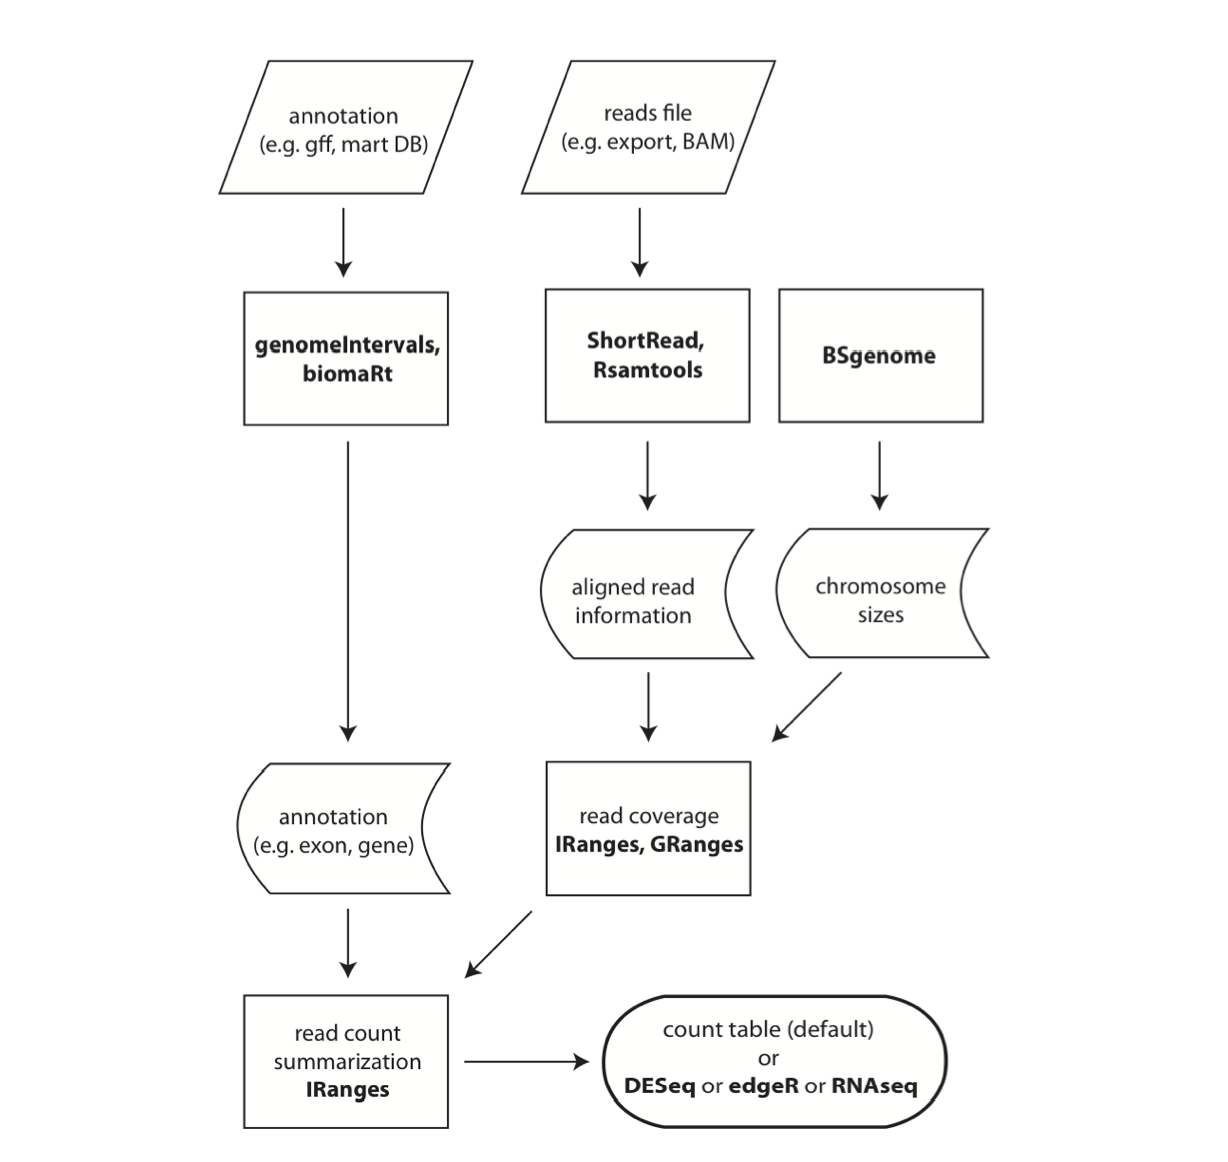 annotation
(e.g. gff, mart DB)
reads file
(e.g. export, BAM)
genomeIntervals,
biomaRt
ShortRead,
Rsamtools
BSgenome
aligned read
information
chromosome
sizes
annotation
(e.g. exon, gene)
read coverage
IRanges, GRanges
read count
summarization
IRanges
count table (default)
or
DESeq or edgeR or RNAseq